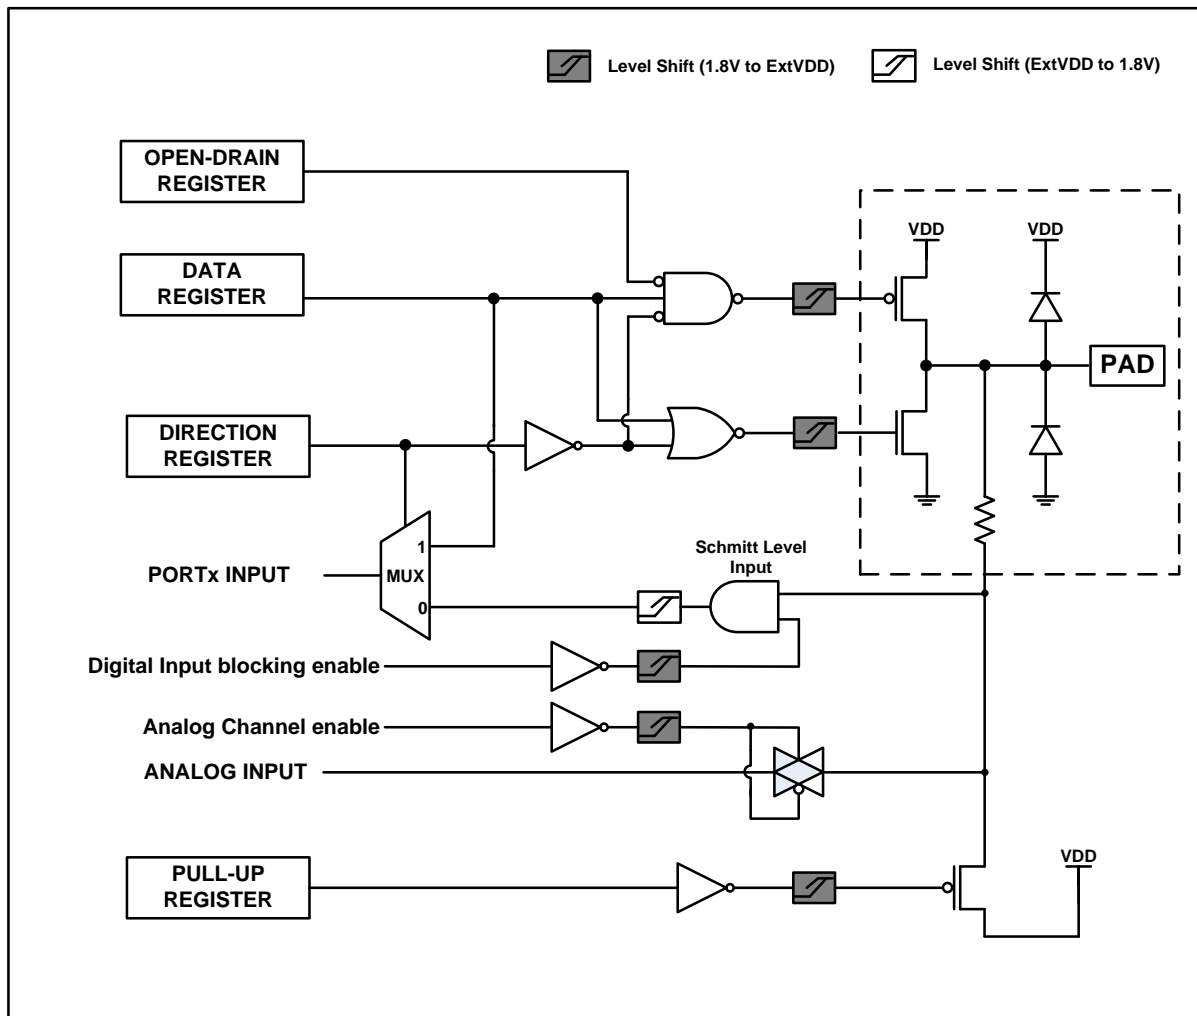 Level Shift (1.8V to ExtVDD)
Level Shift (ExtVDD to 1.8V)
OPEN-DRAIN
REGISTER
VDD
VDD
DATA
REGISTER
PAD
DIRECTION
REGISTER
Schmitt Level
Input
1
PORTx INPUT
MUX
0
Digital Input blocking enable
Analog Channel enable
ANALOG INPUT
VDD
PULL-UP
REGISTER